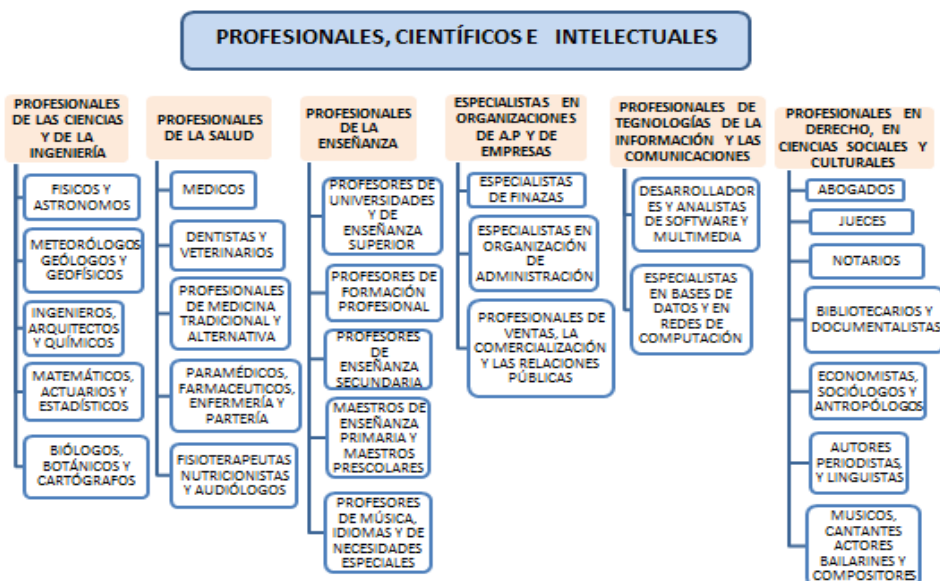 PROFESIONALES, CIENTÍFICOS E INTELECTUALES
PROFESIONALES
DE LAS CIENCIAS
Y DE LA
INGENIERÍA
FISICOS Y
ASTRONOMOS
METEORÓLOGOS
GEÓLOGOS Y
GEOFÍSICOS
INGENIEROS,
ARQUITECTOS
Y QUÍMICOS
MATEMÁTICOS,
ACTUARIOS Y
ESTADÍSTICOS
BIÓLOGOS,
BOTÁNICOS Y
CARTÓGRAFOS
PROFESIONALES
DE LA SALUD
MEDICOS
DENTISTAS Y
VETERINARIOS
PROFESIONALES
DE MEDICINA
TRADICIONAL Y
ALTERNATIVA
PARAMÉDICOS,
FARMACEUTICOS,
ENFERMERÍA Y
PARTERÍA
FISIOTERAPEUTAS
NUTRICIONISTAS
Y AUDIÓLOGOS
PROFESIONALES
DE LA
ENSEÑANZA
PROFESORES DE
UNIVERSIDADES
Y DE
ENSEÑANZA
SUPERIOR
PROFESORES DE
FORMACIÓN
PROFESIONAL
PROFESORES DE
ENSEÑANZA
SECUNDARIA
MAESTROS DE
ENSEÑANZA
PRIMARIA Y
MAESTROS
PRESCOLARES
PROFESORES
DE MÚSICA,
IDIOMAS Y DE
NECESIDADES
ESPECIALES
ESPECIALISTAS EN
ORGANIZACIONES
DE A.P Y DE
EMPRESAS
ESPECIALISTAS
DE FINAZAS
ESPECIALISTAS EN
ORGANIZACIÓN
DE
ADMINISTRACIÓN
PROFESIONALES DE
VENTAS, LA
COMERCIALIZACIÓN
Y LAS RELACIONES
PÚBLICAS
PROFESIONALES DE
TEGNOLOGÍAS DE LA
INFORMACIÓN Y LAS
COMUNICACIONES
DESARROLLADOR
ES Y ANALISTAS
DE SOFTWARE Y
MULTIMEDIA
ESPECIALISTAS
EN BASES DE
DATOS Y EN
REDES DE
COMPUTACIÓN
PROFESIONALES EN
DERECHO, EN
CIENCIAS SOCIALES Y
CULTURALES
ABOGADOS
JUECES
NOTARIOS
BIBLIOTECARIOS Y
DOCUMENTALISTAS
ECONOMISTAS,
SOCIÓLOGOS Y
ANTROPÓLOGOS
AUTORES
PERIODISTAS,
Y LINGUISTAS
MUSICOS,
CANTANTES
ACTORES
BAILARINES Y
COMPOSITORES